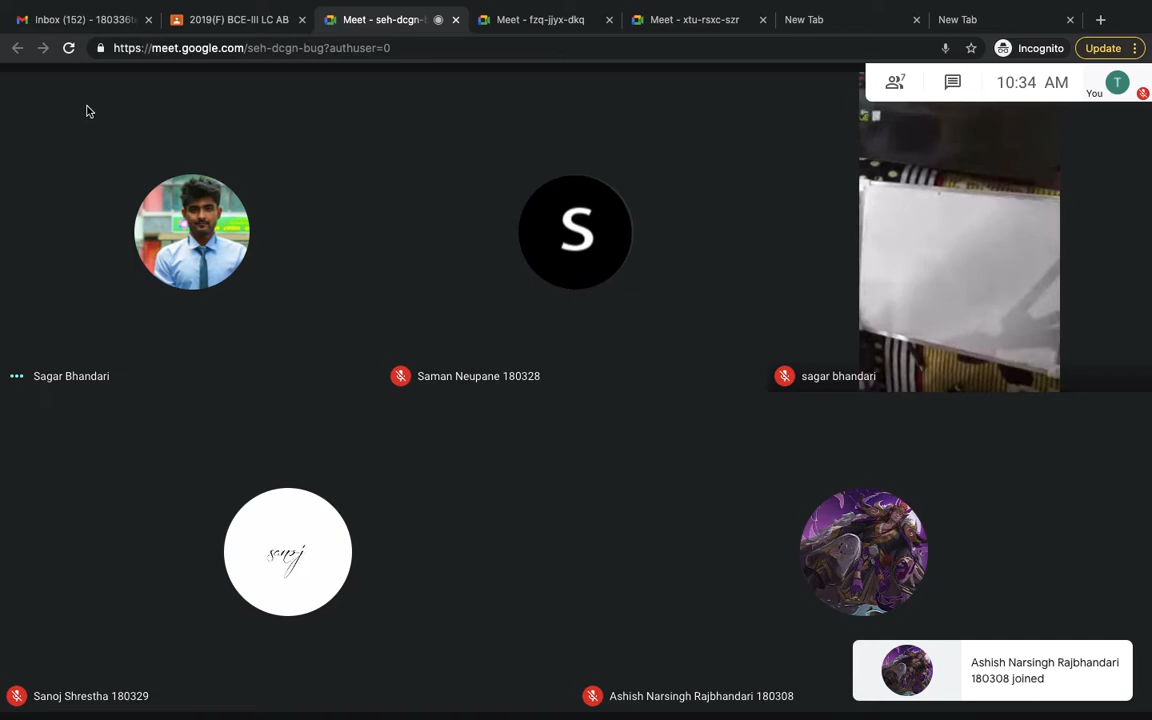 Inbox (152) - 180336t
2019(F) BCE-III LC AB
Meet - seh-dcgn-b
Meet - fzq-jjyx-dkq
Meet - xtu-rsxc-szr
New Tab
New Tab
https://meet.google.com/seh-dcgn-bug?authuser=0
Incognito
Update
7
10:34 AM
You
T
S
Sagar Bhandari
Saman Neupane 180328
sagar bhandari
sanoj
Sanoj Shrestha 180329
Ashish Narsingh Rajbhandari 180308
Ashish Narsingh Rajbhandari
180308 joined